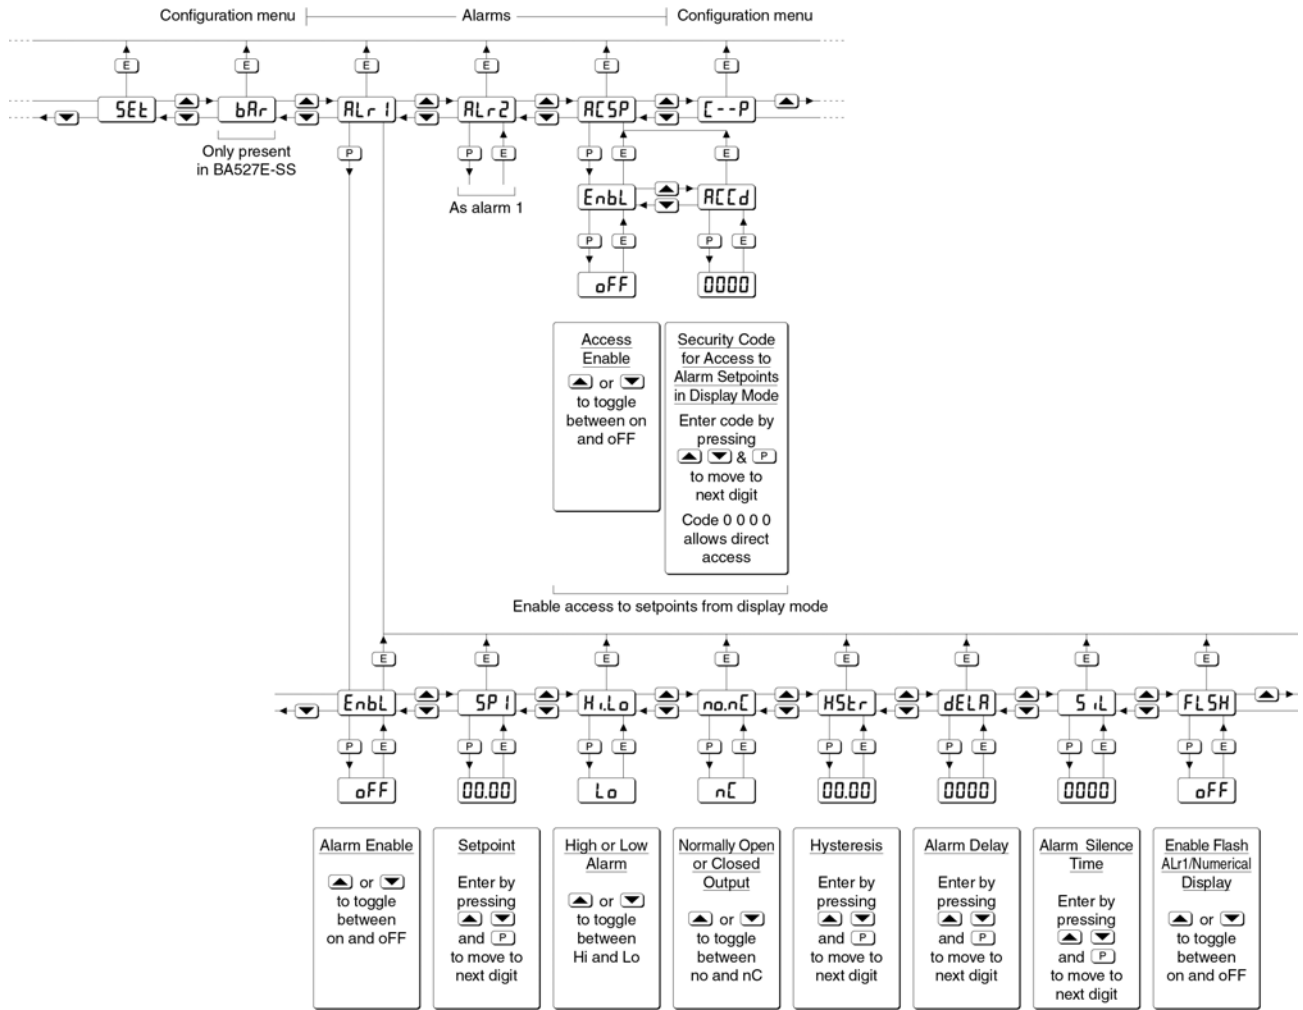 Configuration menu
Alarms
Configuration menu
E E E E E E
SEt bAr ALr1 ALr2 ACSP C--P
Only present
in BA527E-SS
P
P E
As alarm 1
P E E
EnbL ACCd
P E P E
oFF 0000
Access
Enable
or
to toggle
between on
and oFF
Security Code
for Access to
Alarm Setpoints
in Display Mode
Enter code by
pressing
& P
to move to
next digit
Code 0 0 0 0
allows direct
access
Enable access to setpoints from display mode
E E E E E E E E
EnbL SP1 Hi.Lo no.nC HStr dELA SiL FLSH
P E P E P E P E P E P E P E P E
oFF 00.00 Lo nC 00.00 0000 0000 oFF
Alarm Enable
or
to toggle
between
on and oFF
Setpoint
Enter by
pressing
and P
to move to
next digit
High or Low
Alarm
or
to toggle
between
Hi and Lo
Normally Open
or Closed
Output
or
to toggle
between
no and nC
Hysteresis
Enter by
pressing
and P
to move to
next digit
Alarm Delay
Enter by
pressing
and P
to move to
next digit
Alarm Silence
Time
Enter by
pressing
and P
to move to
next digit
Enable Flash
ALr1/Numerical
Display
or
to toggle
between
on and oFF